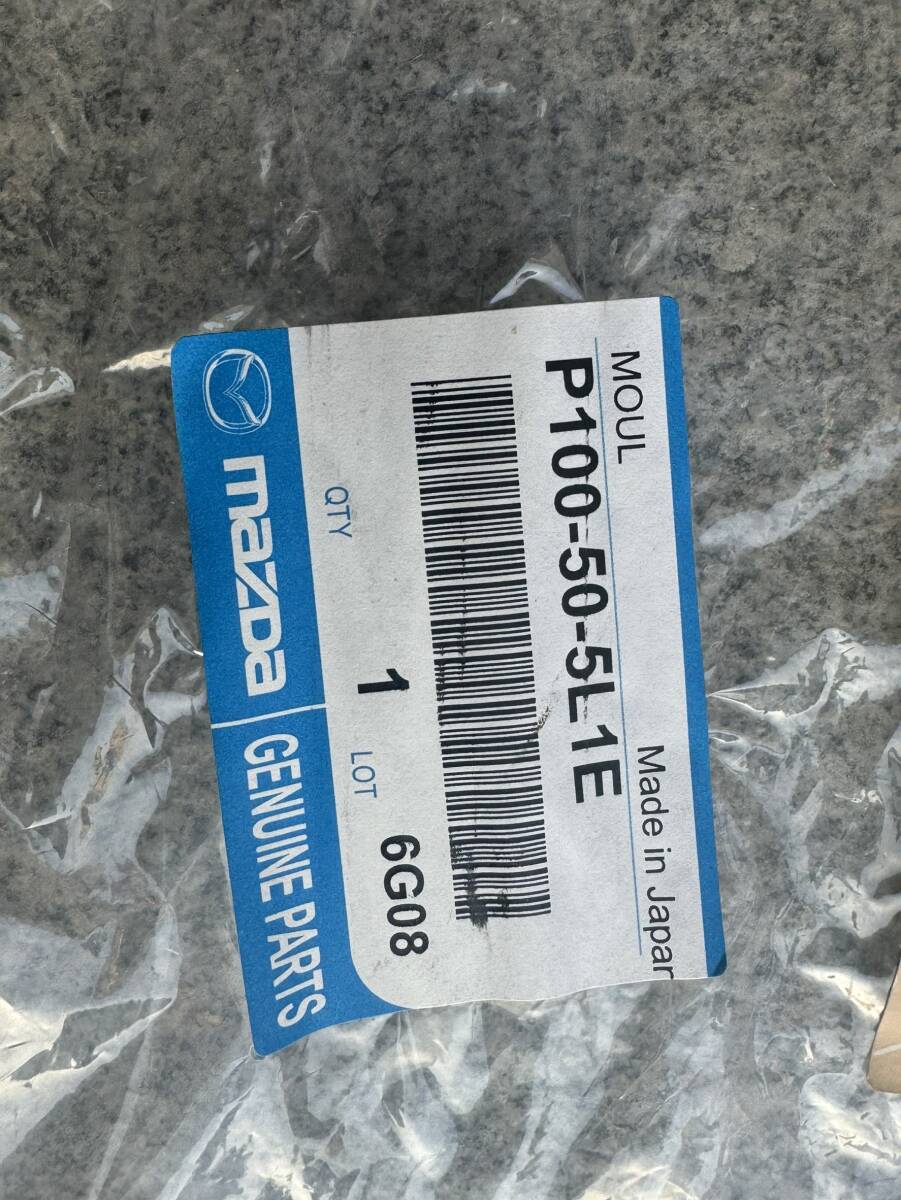 MOUL
Made in Japan
P100-50-5L1E
QTY 1 LOT 6G08
mazda GENUINE PARTS